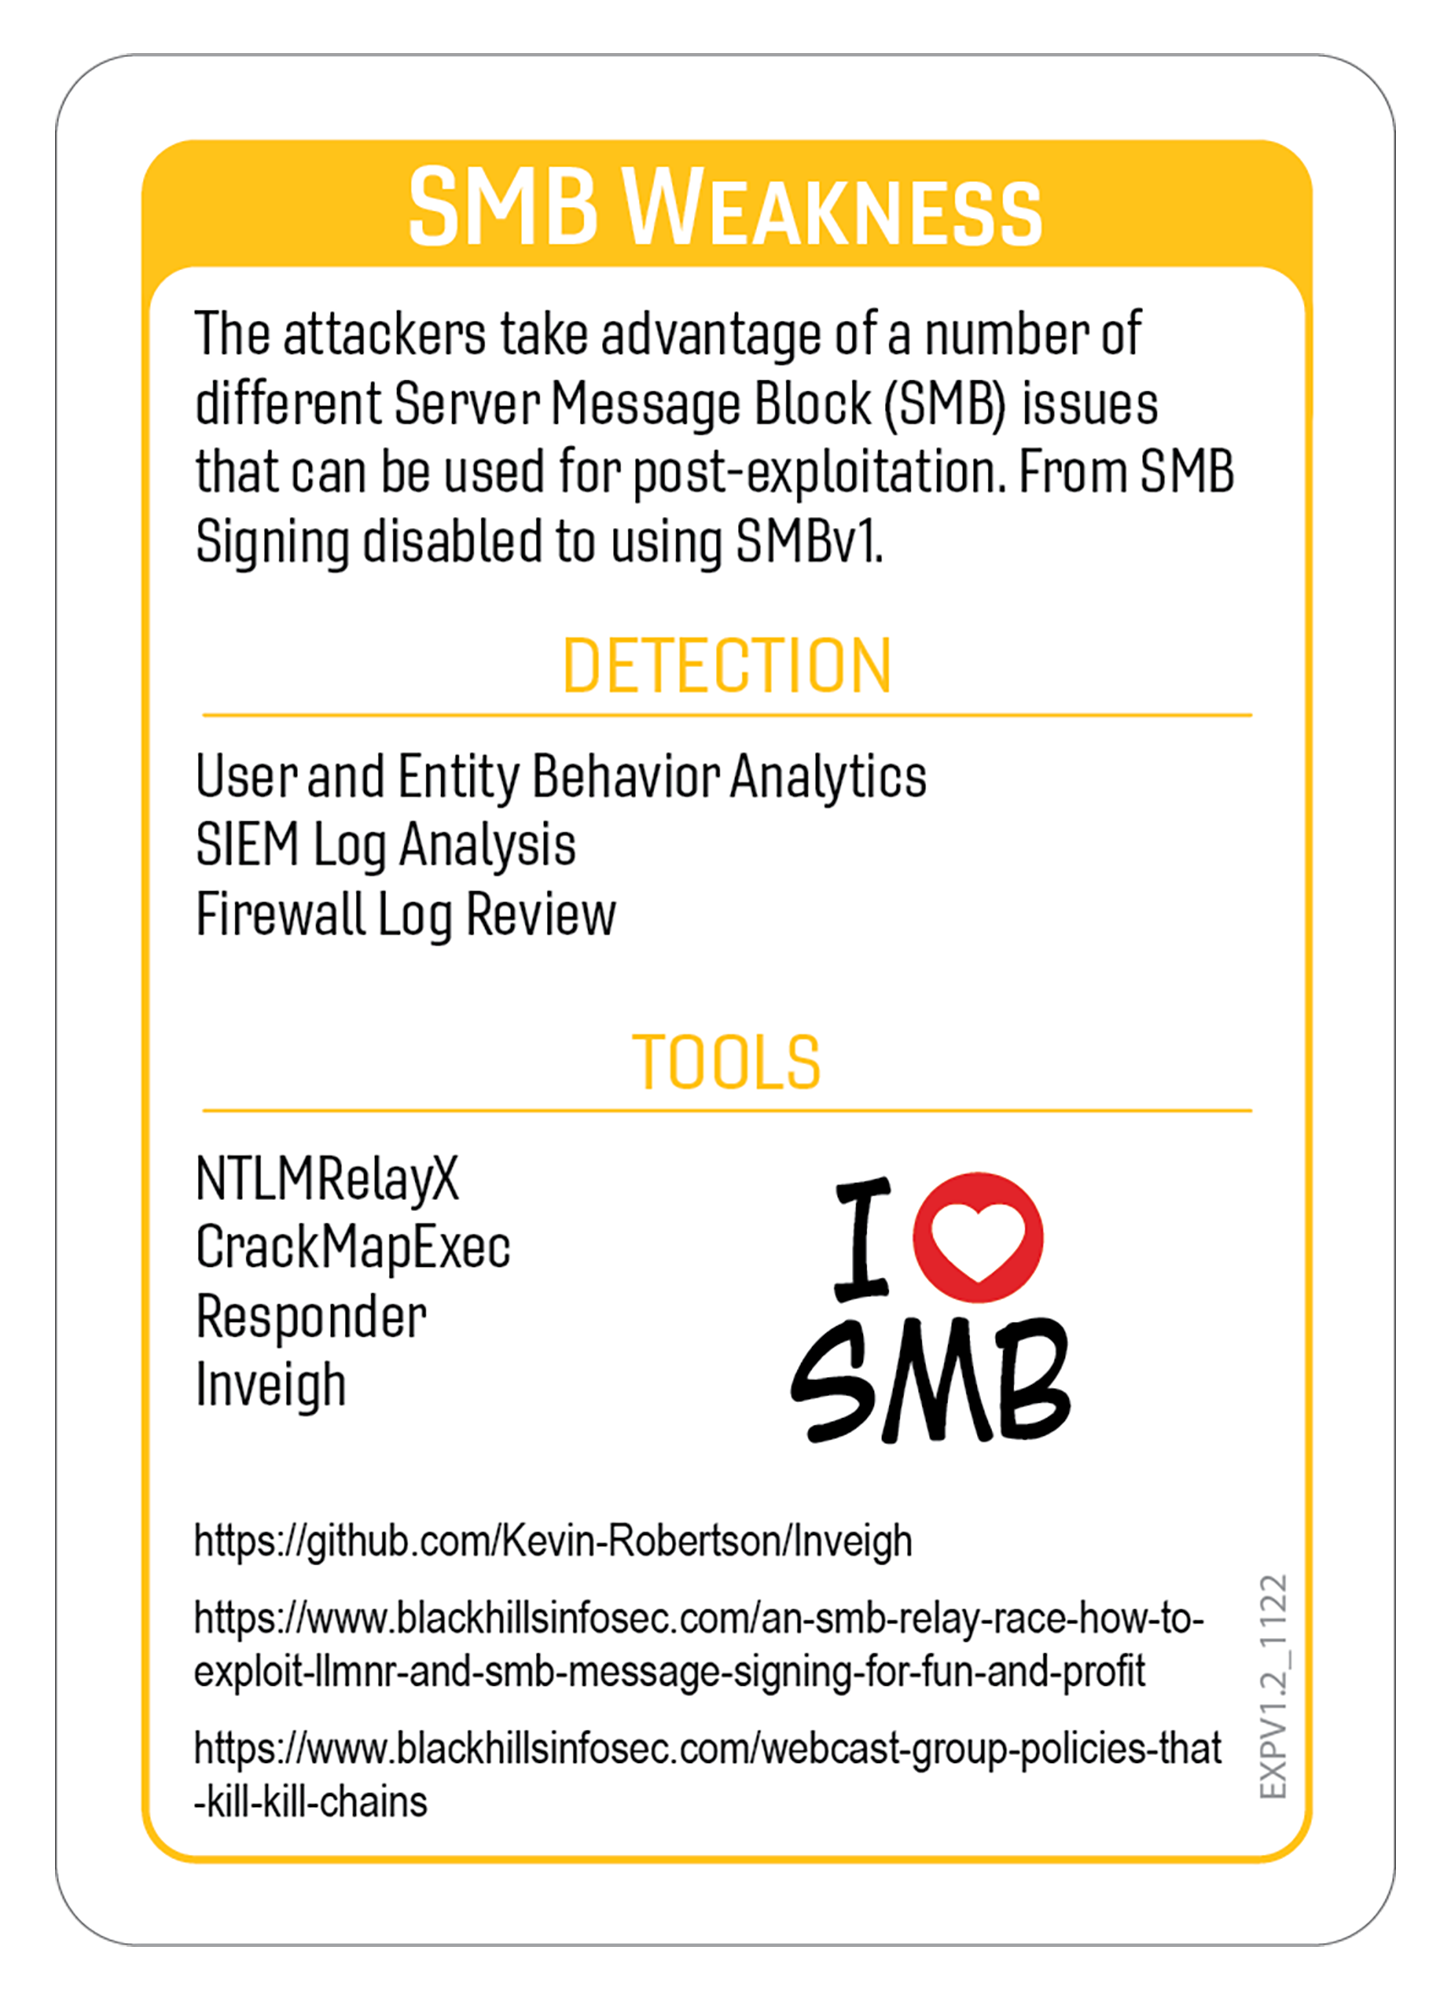 SMB Weakness
The attackers take advantage of a number of
different Server Message Block (SMB) issues
that can be used for post-exploitation. From SMB
Signing disabled to using SMBv1.
DETECTION
User and Entity Behavior Analytics
SIEM Log Analysis
Firewall Log Review
TOOLS
NTLMRelayX
CrackMapExec
Responder
Inveigh
I
SMB
https://github.com/Kevin-Robertson/Inveigh
https://www.blackhillsinfosec.com/an-smb-relay-race-how-to-
exploit-llmnr-and-smb-message-signing-for-fun-and-profit
https://www.blackhillsinfosec.com/webcast-group-policies-that
-kill-kill-chains
EXPV1.2_1122